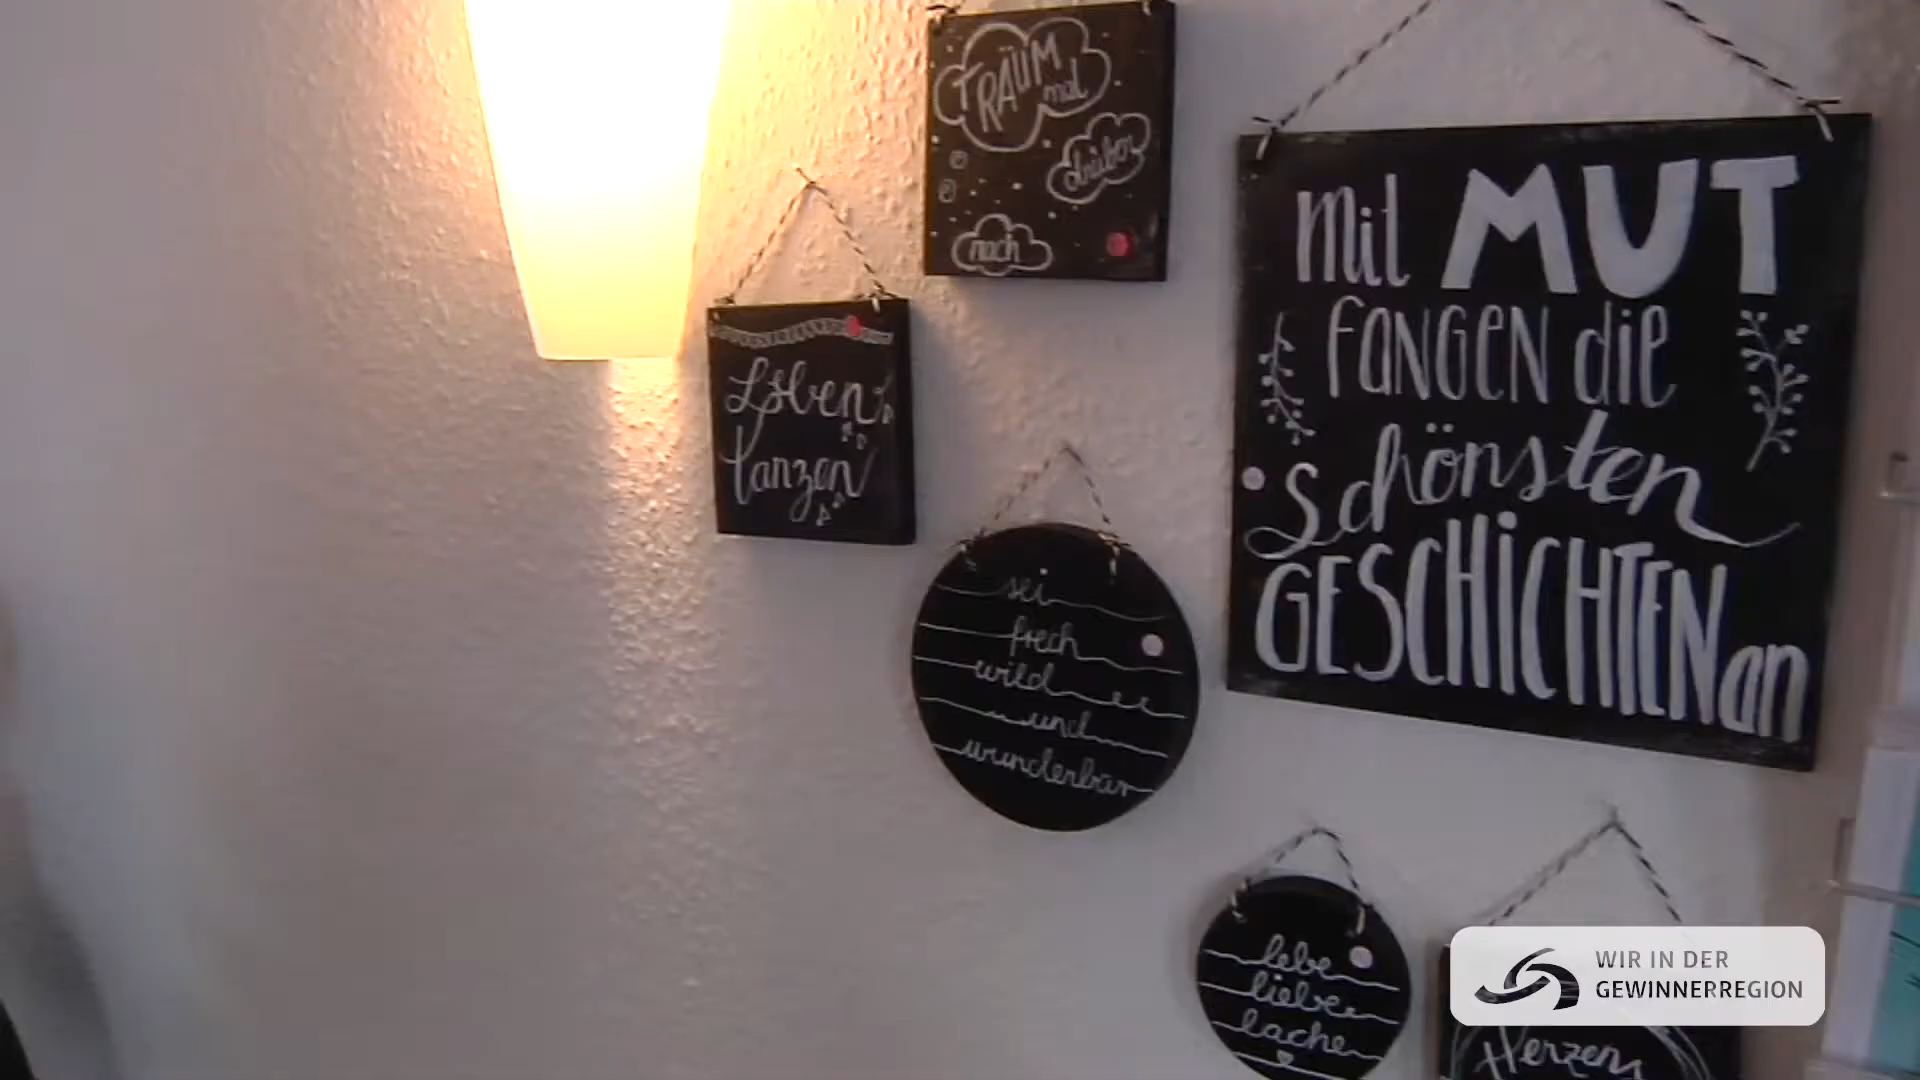 TRÄUM
mal
drüber
nach
Leben
tanzen
mit MUT
FANGEN die
schönsten
GESCHICHTEN an
sei
frech
wild
und
wunderbar
lebe
liebe
lache
Herzens
WIR IN DER
GEWINNERREGION